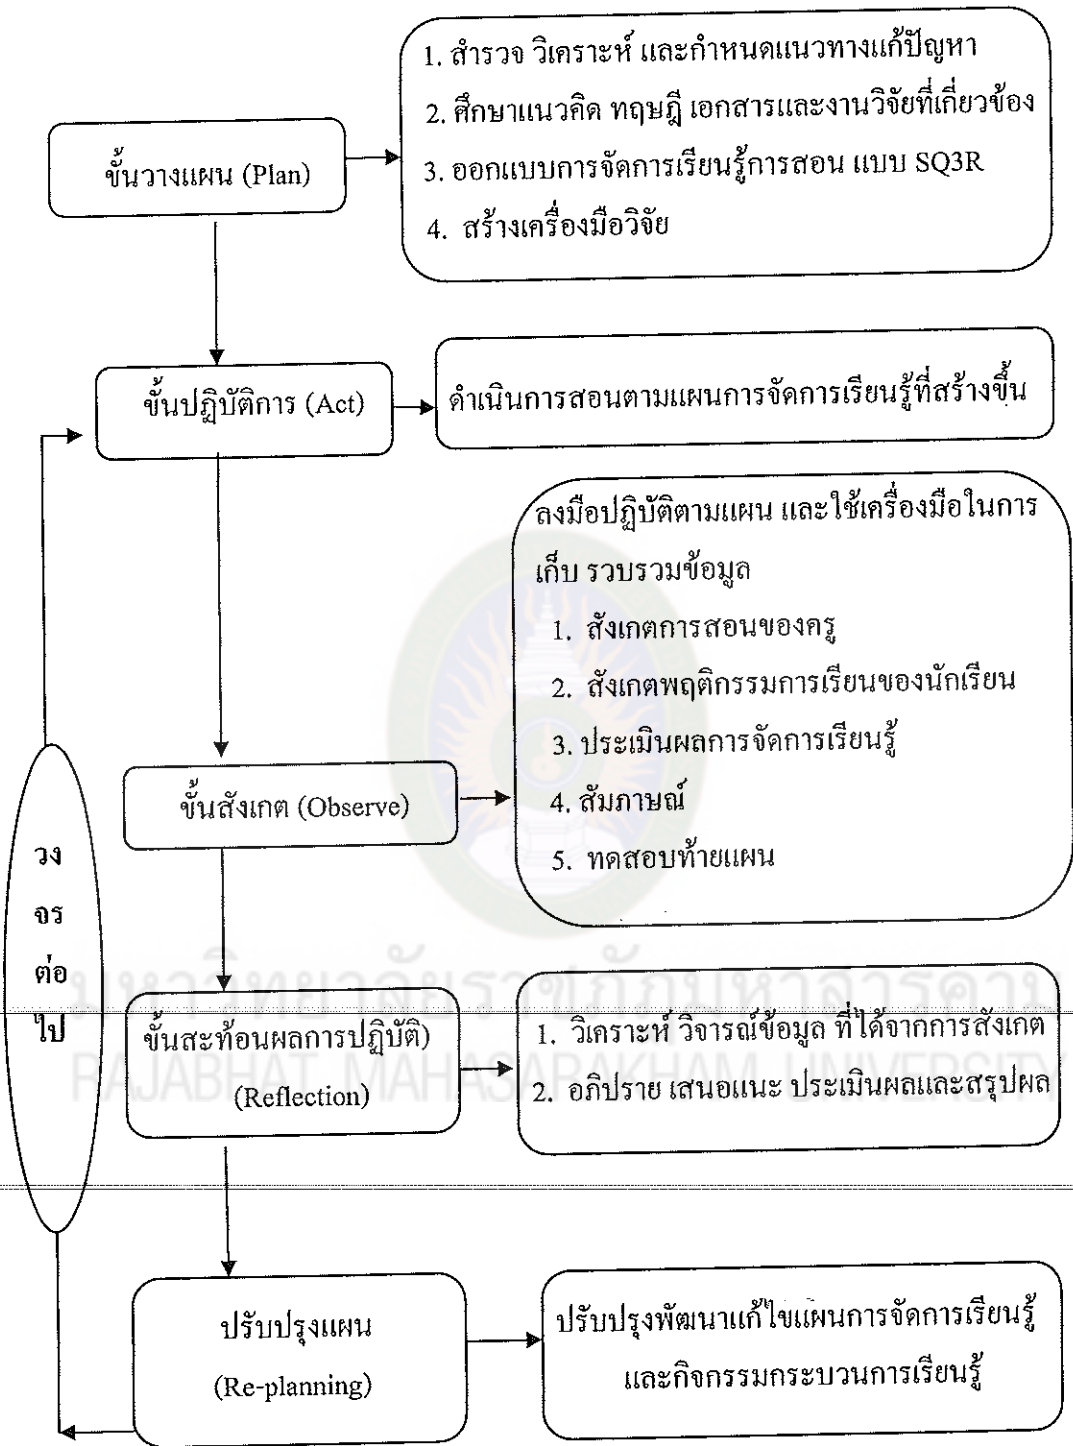 ขั้นวางแผน (Plan)
1. สำรวจ วิเคราะห์ และกำหนดแนวทางแก้ปัญหา
2. ศึกษาแนวคิด ทฤษฎี เอกสารและงานวิจัยที่เกี่ยวข้อง
3. ออกแบบการจัดการเรียนรู้การสอน แบบ SQ3R
4. สร้างเครื่องมือวิจัย
ขั้นปฏิบัติการ (Act)
ดำเนินการสอนตามแผนการจัดการเรียนรู้ที่สร้างขึ้น
ขั้นสังเกต (Observe)
ลงมือปฏิบัติตามแผน และใช้เครื่องมือในการ
เก็บ รวบรวมข้อมูล
1. สังเกตการสอนของครู
2. สังเกตพฤติกรรมการเรียนของนักเรียน
3. ประเมินผลการจัดการเรียนรู้
4. สัมภาษณ์
5. ทดสอบท้ายแผน
วง
จร
ต่อ
ไป
มหาวิทยาลัยราชภัฏมหาสารคาม
RAJABHAT MAHASARAKHAM UNIVERSITY
ขั้นสะท้อนผลการปฏิบัติ)
(Reflection)
1. วิเคราะห์ วิจารณ์ข้อมูล ที่ได้จากการสังเกต
2. อภิปราย เสนอแนะ ประเมินผลและสรุปผล
ปรับปรุงแผน
(Re-planning)
ปรับปรุงพัฒนาแก้ไขแผนการจัดการเรียนรู้
และกิจกรรมกระบวนการเรียนรู้